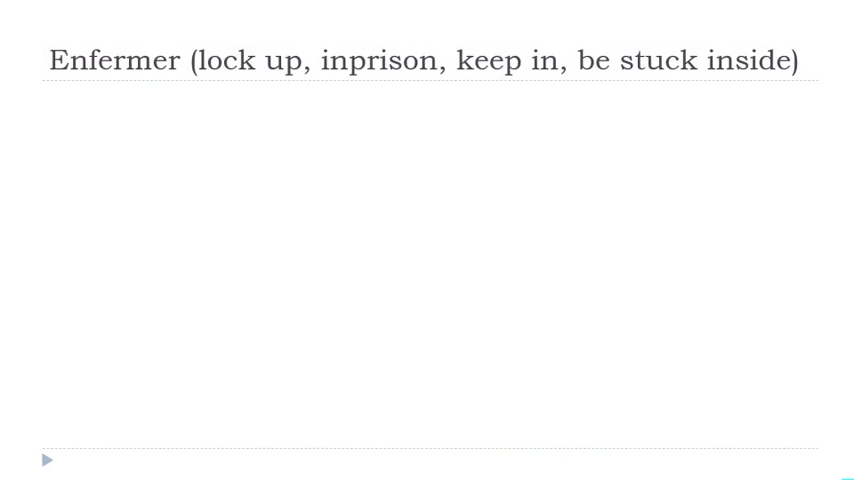 Enfermer (lock up, inprison, keep in, be stuck inside)